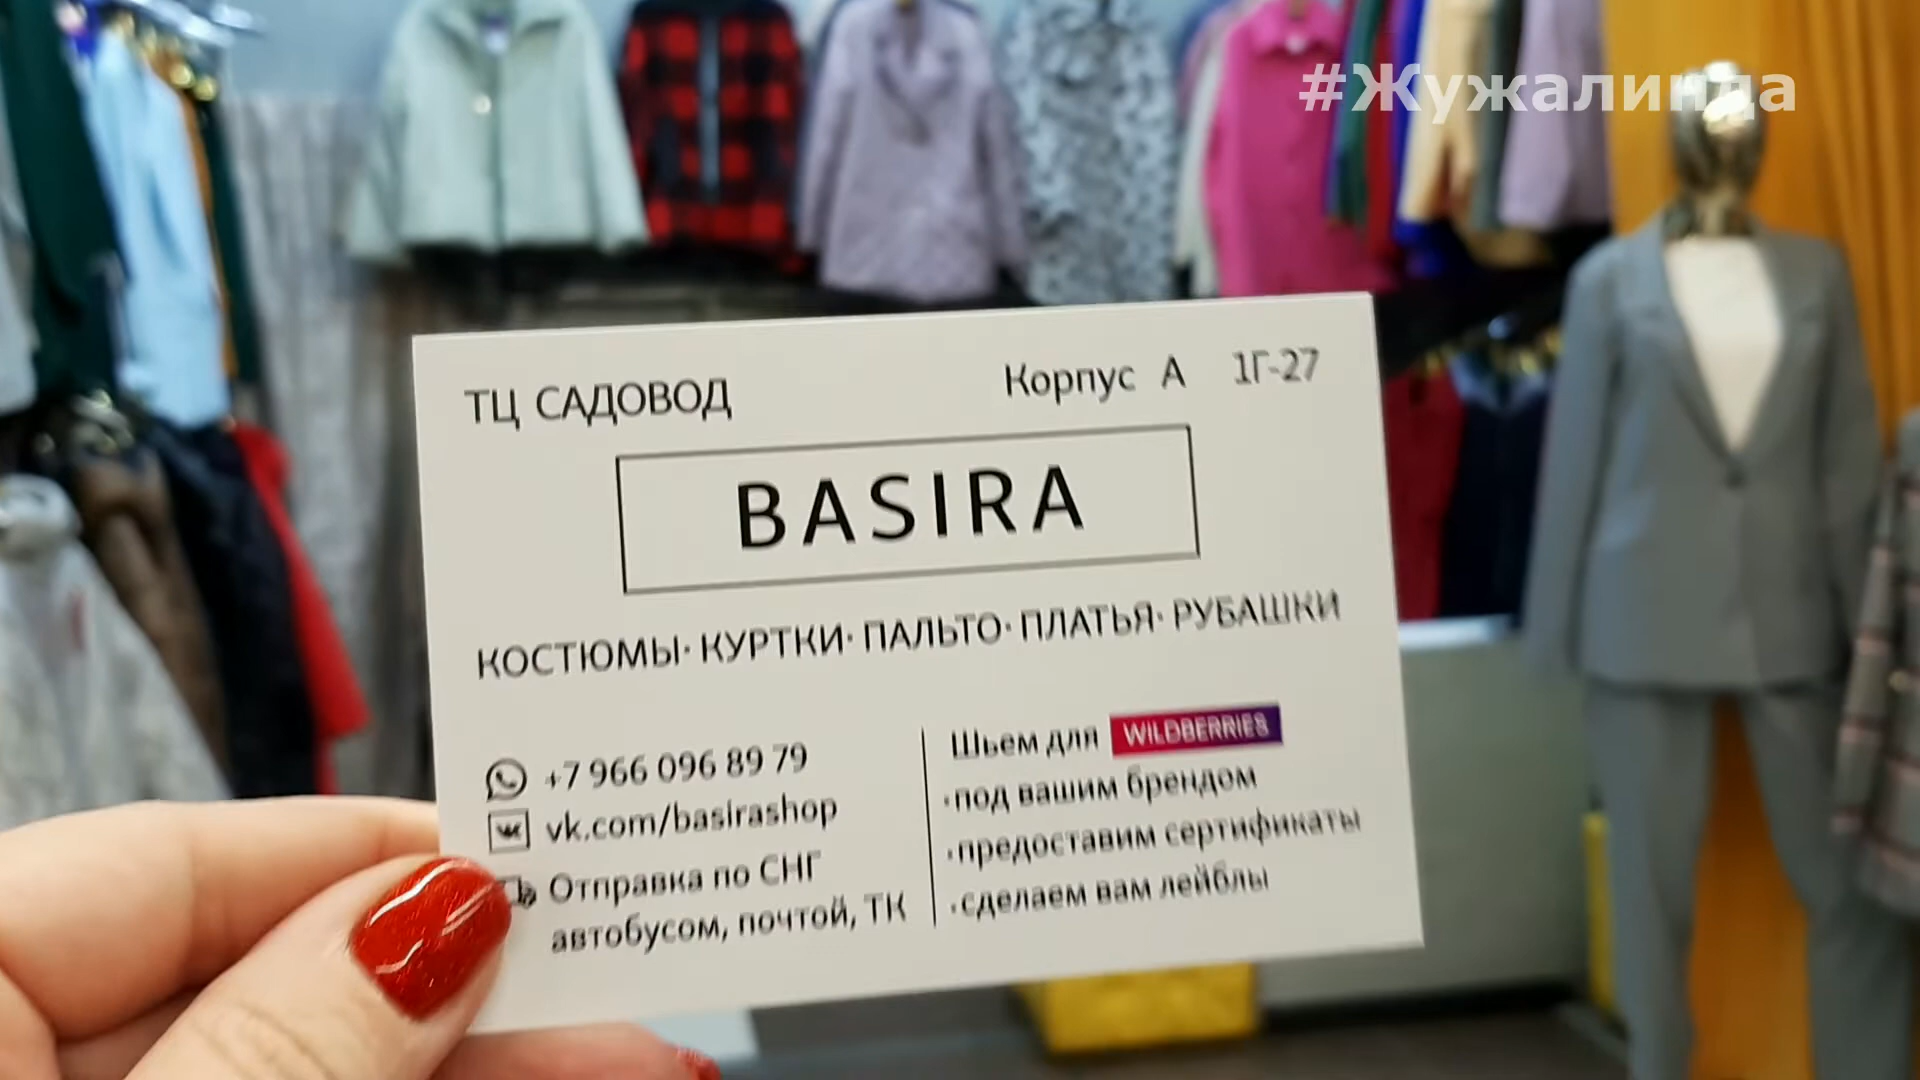 #Жужалинда
ТЦ САДОВОД
Корпус А 1Г-27
BASIRA
КОСТЮМЫ· КУРТКИ· ПАЛЬТО· ПЛАТЬЯ· РУБАШКИ
+7 966 096 89 79
vk.com/basirashop
Отправка по СНГ
автобусом, почтой, ТК
Шьем для WILDBERRIES
·под вашим брендом
·предоставим сертификаты
·сделаем вам лейблы